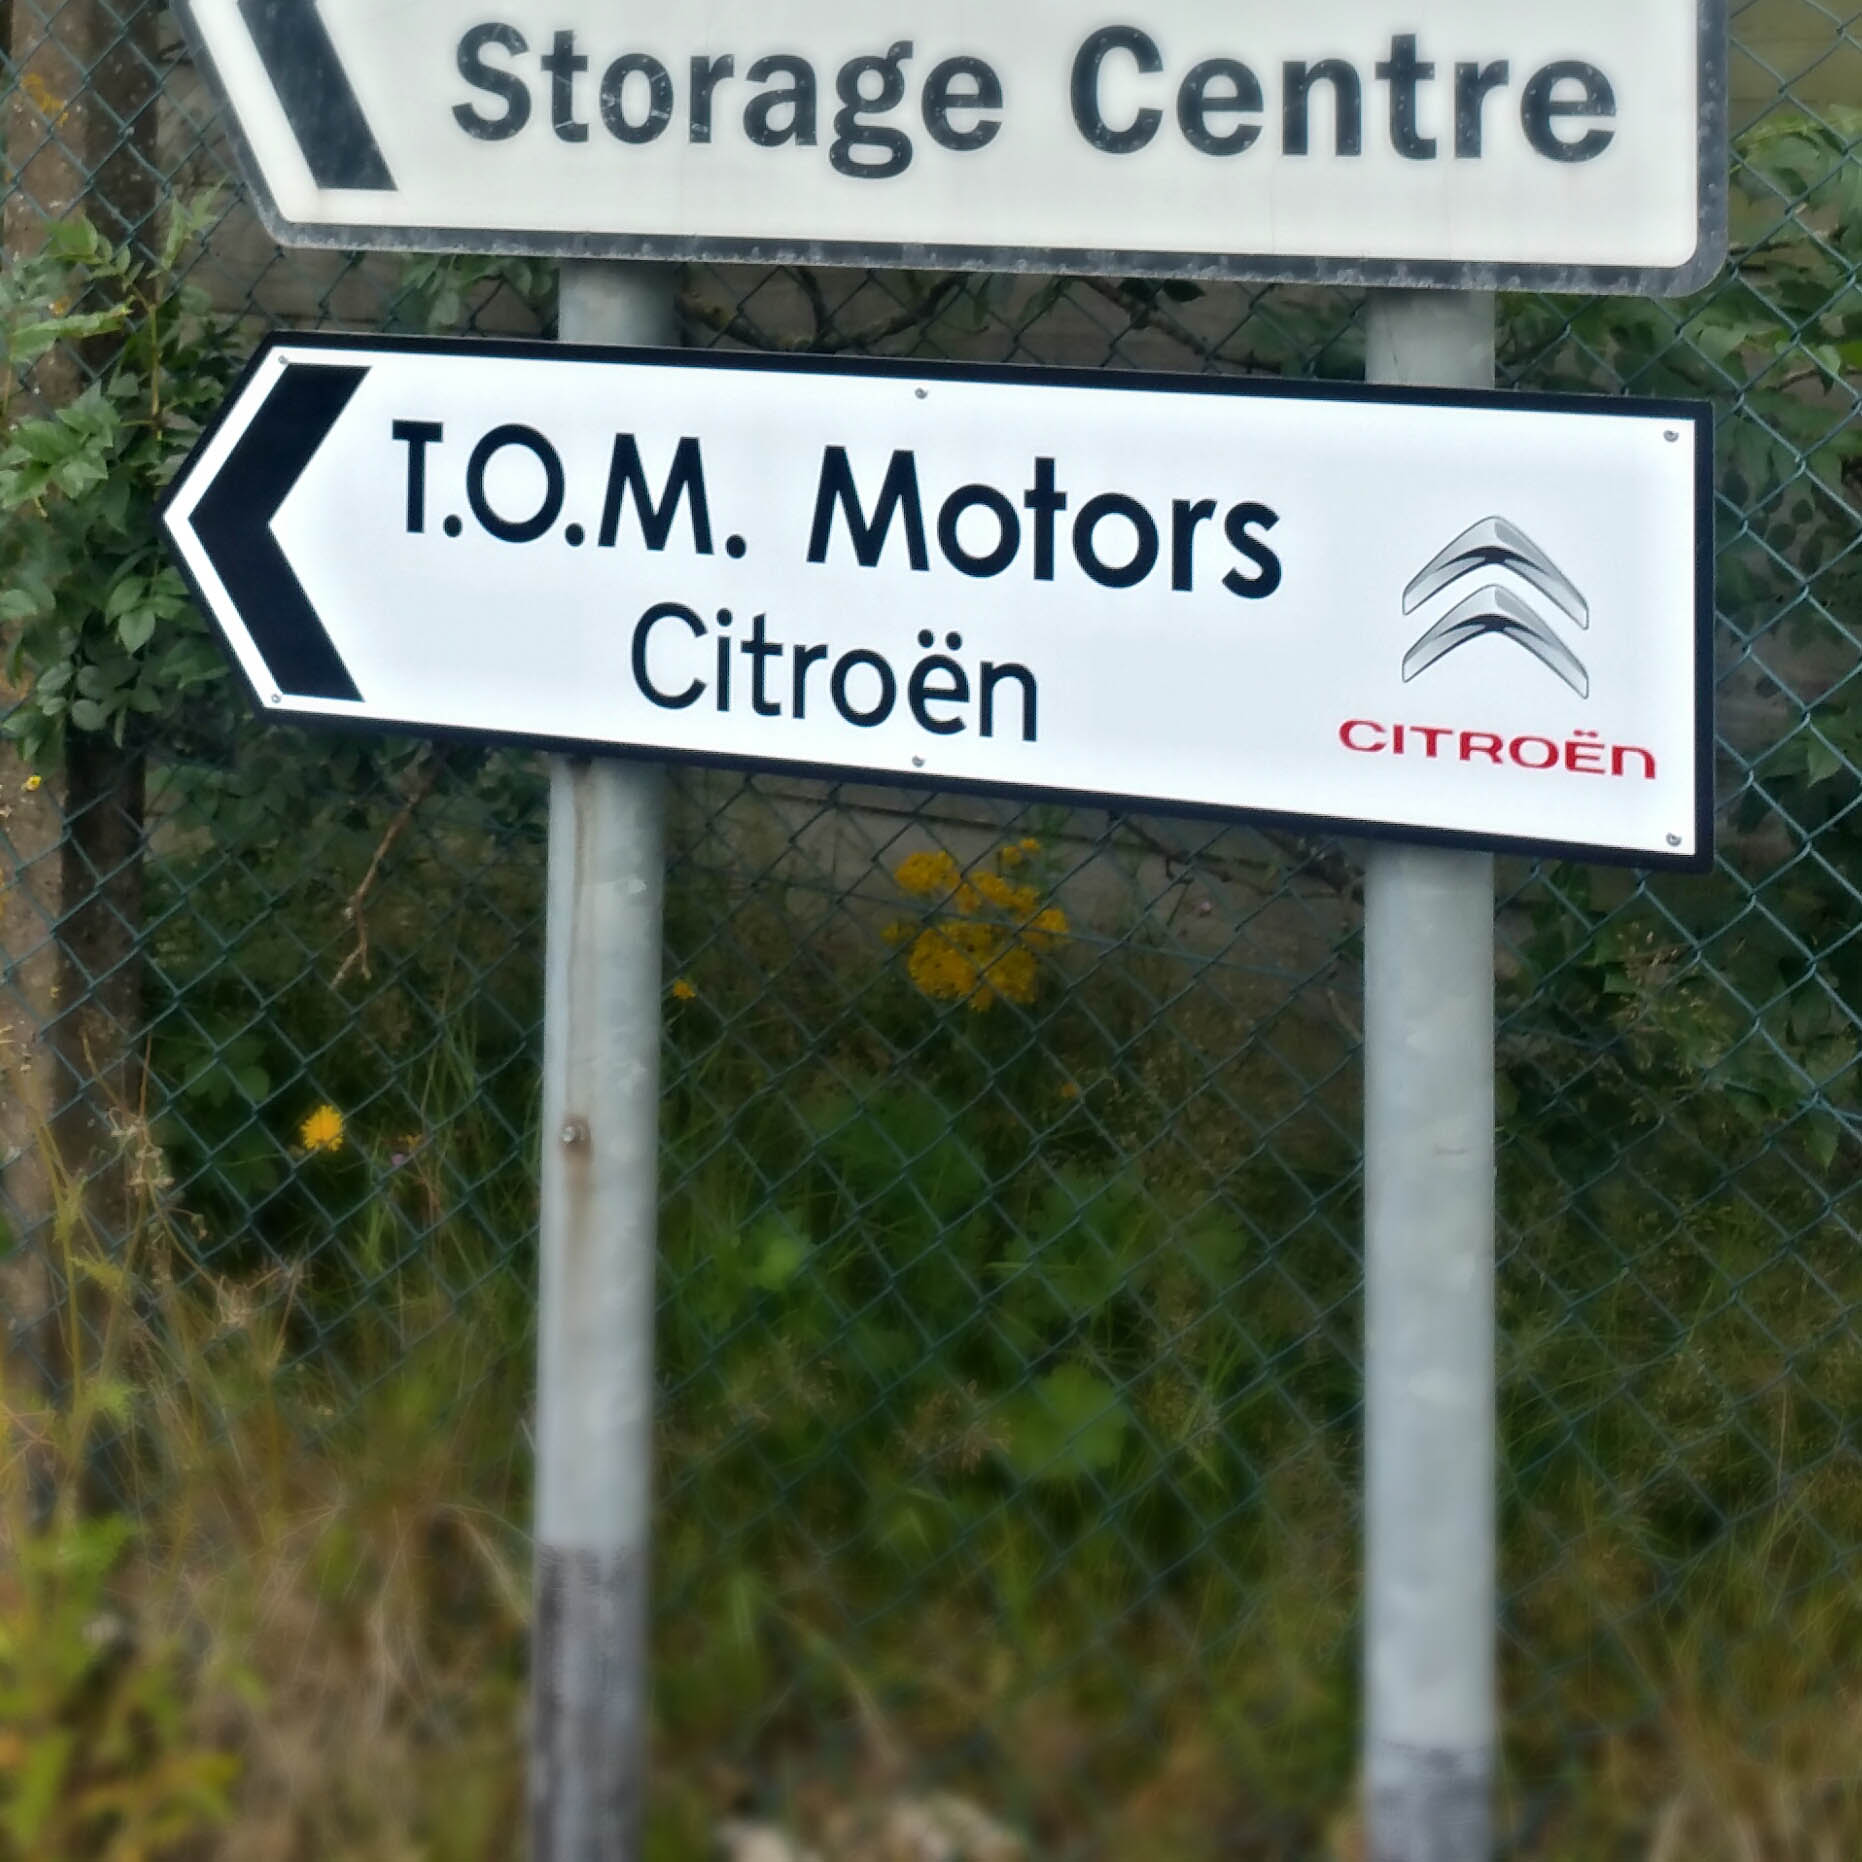 Storage Centre
T.O.M. Motors
Citroën
CITROËN